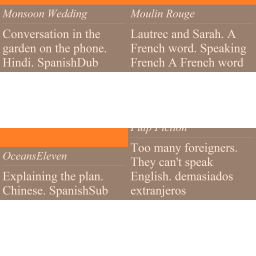 Monsoon Wedding
Conversation in the
garden on the phone.
Hindi. SpanishDub
Moulin Rouge
Lautrec and Sarah. A
French word. Speaking
French A French word
OceansEleven
Explaining the plan.
Chinese. SpanishSub
Pulp Fiction
Too many foreigners.
They can't speak
English. demasiados
extranjeros